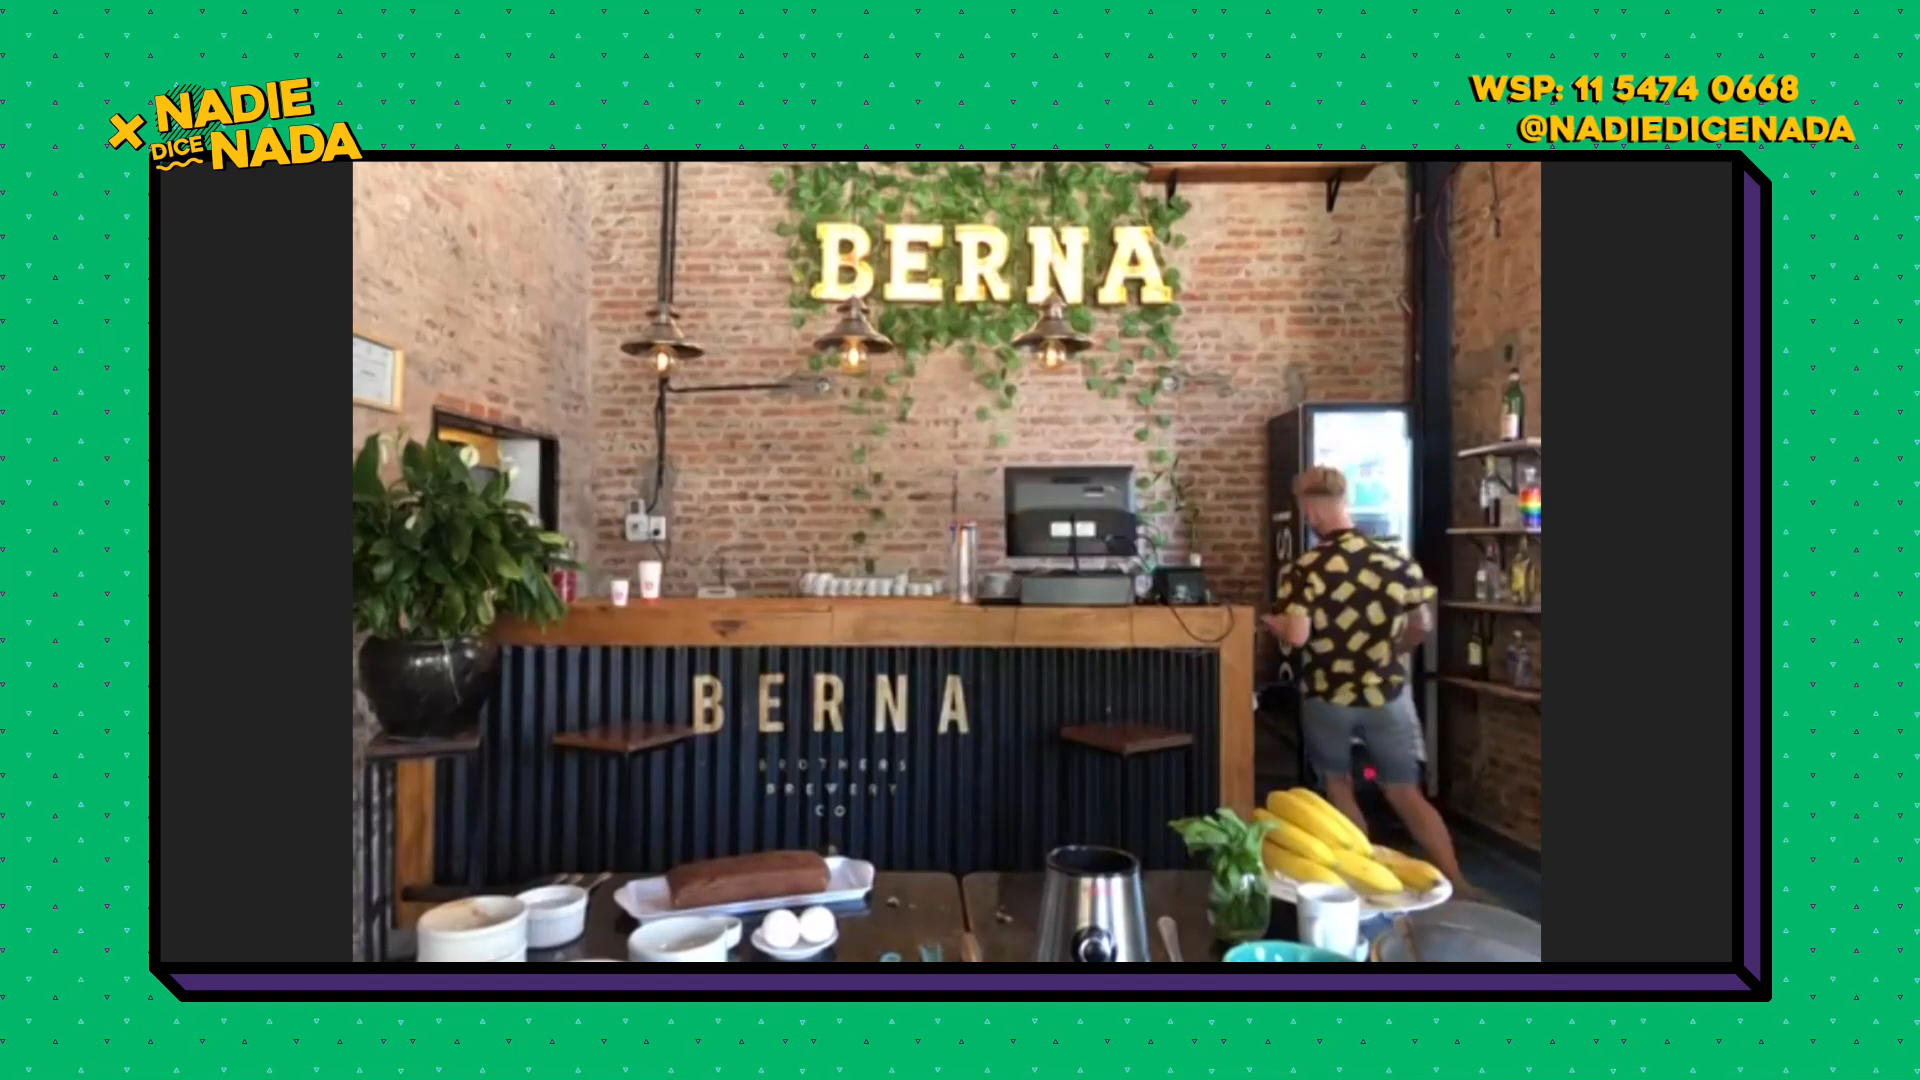 NADIE
DICE NADA
WSP: 11 5474 0668
@NADIEDICENADA
BERNA
BERNA
BROTHERS
BREWERY
CO